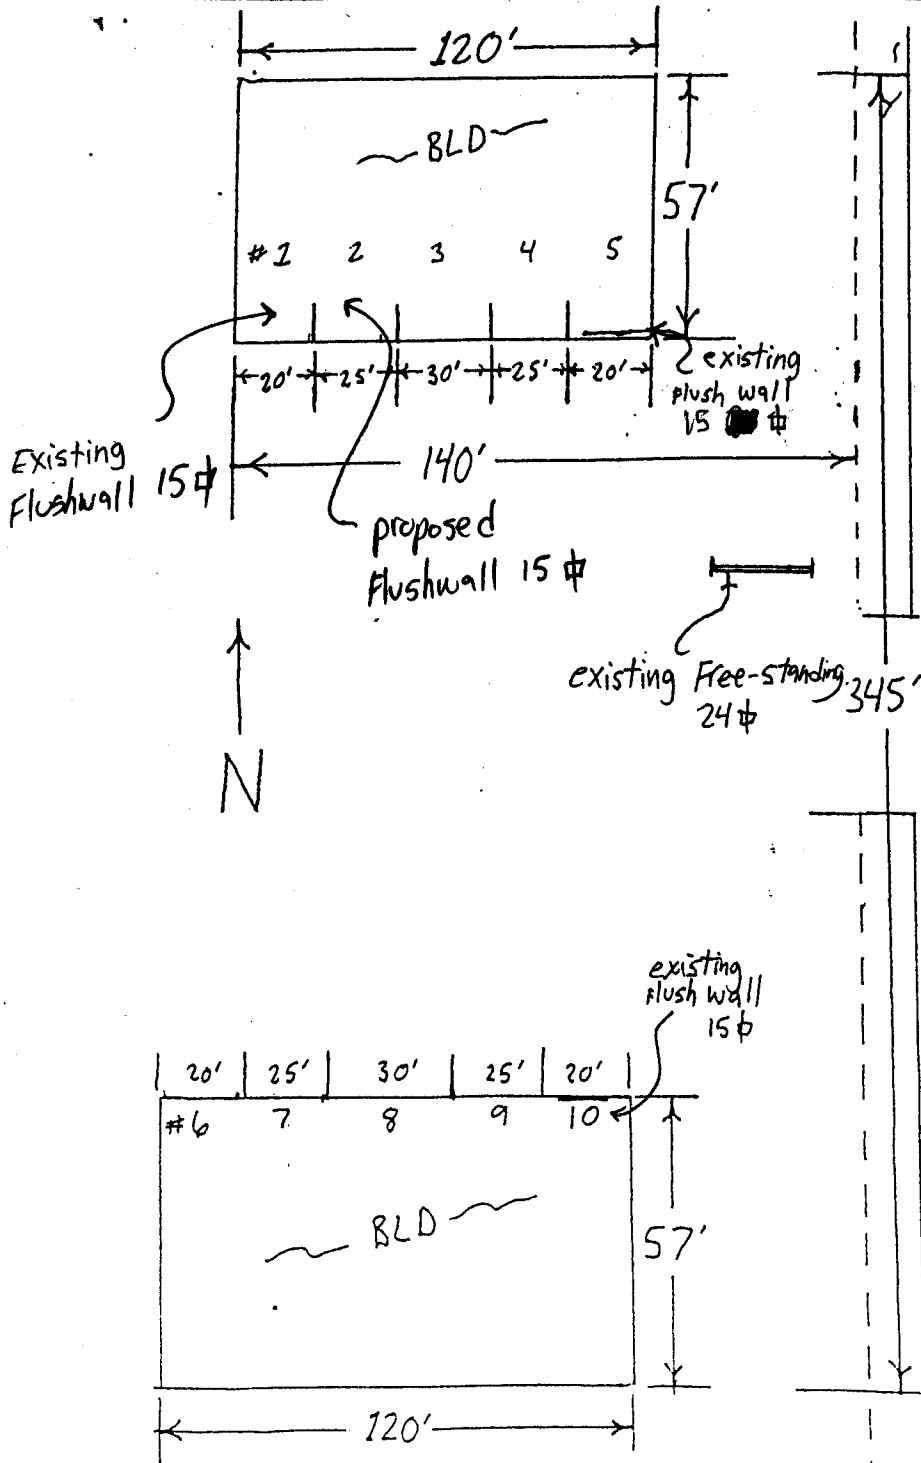 120'
BLD
57'
#1 2 3 4 5
20' 25' 30' 25' 20'
existing
flush wall
15 ⏍
140'
Existing
Flushwall 15 ⏍
proposed
Flushwall 15 ⏍
existing Free-standing
24 ⏍
345'
N
existing
flush wall
15 ⏍
20' 25' 30' 25' 20'
#6 7 8 9 10
BLD
57'
120'